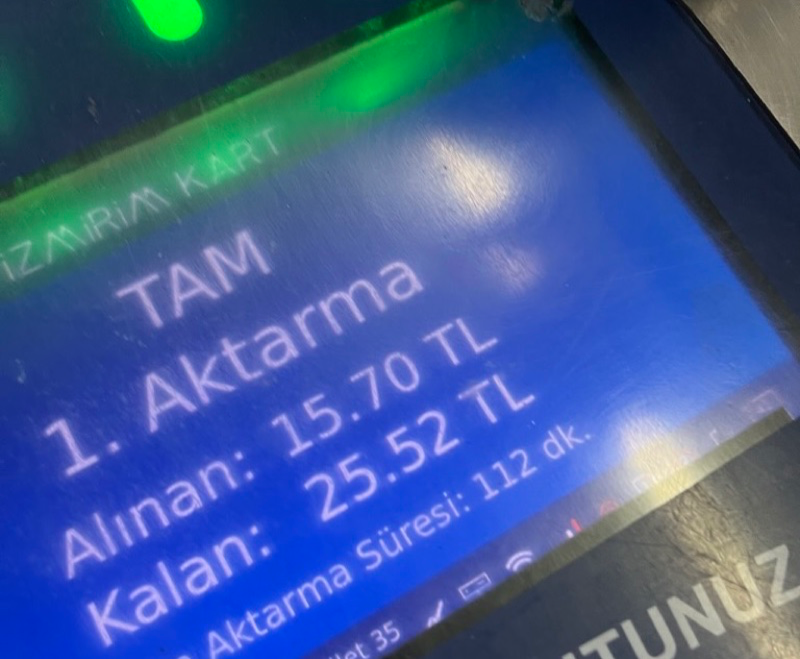 İZMİRİM KART
TAM
1. Aktarma
Alınan: 15.70 TL
Kalan: 25.52 TL
Aktarma Süresi: 112 dk.
35